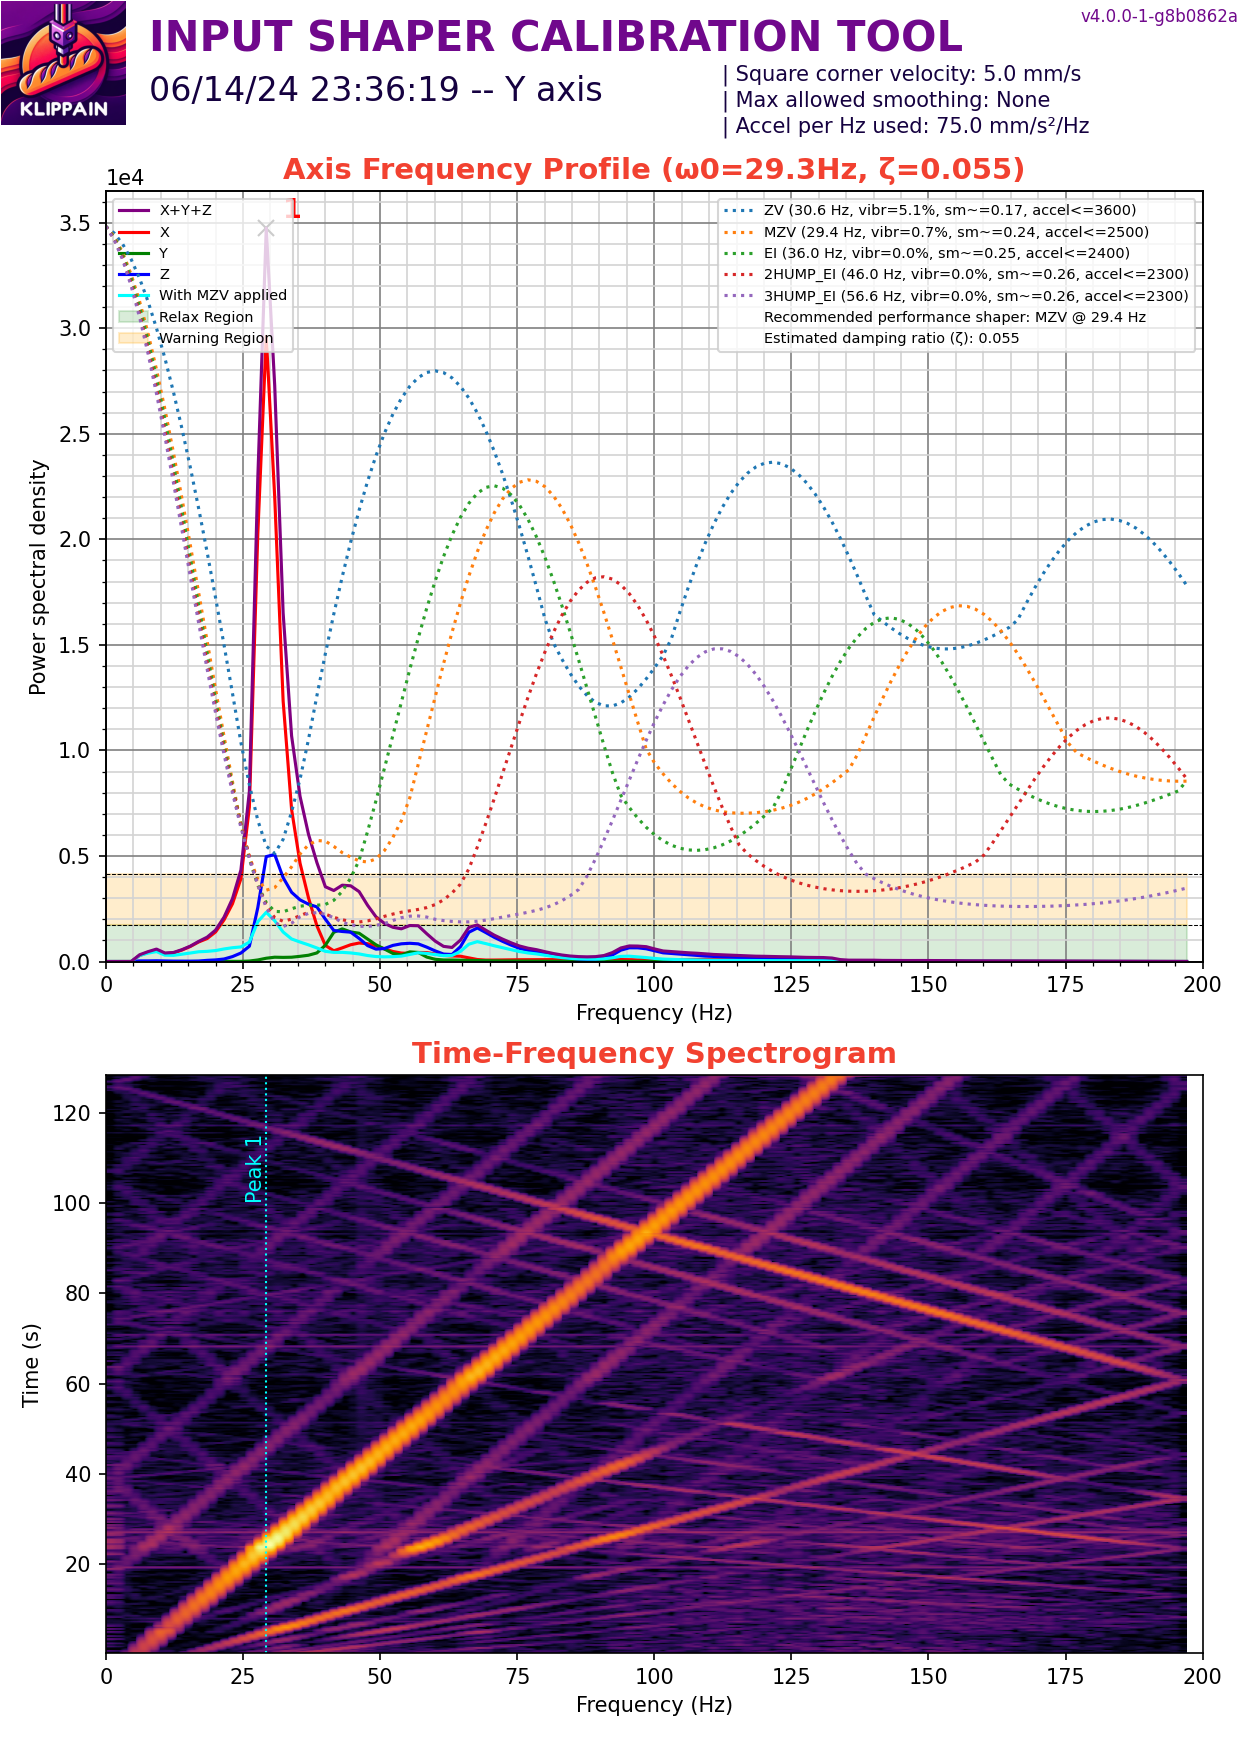 v4.0.0-1-g8b0862a
INPUT SHAPER CALIBRATION TOOL
KLIPPAIN
06/14/24 23:36:19 -- Y axis
| Square corner velocity: 5.0 mm/s
| Max allowed smoothing: None
| Accel per Hz used: 75.0 mm/s²/Hz
Axis Frequency Profile (ω0=29.3Hz, ζ=0.055)
1e4
1
X+Y+Z
X
Y
Z
With MZV applied
Relax Region
Warning Region
ZV (30.6 Hz, vibr=5.1%, sm~=0.17, accel<=3600)
MZV (29.4 Hz, vibr=0.7%, sm~=0.24, accel<=2500)
EI (36.0 Hz, vibr=0.0%, sm~=0.25, accel<=2400)
2HUMP_EI (46.0 Hz, vibr=0.0%, sm~=0.26, accel<=2300)
3HUMP_EI (56.6 Hz, vibr=0.0%, sm~=0.26, accel<=2300)
Recommended performance shaper: MZV @ 29.4 Hz
Estimated damping ratio (ζ): 0.055
Power spectral density
3.5
3.0
2.5
2.0
1.5
1.0
0.5
0.0
0 25 50 75 100 125 150 175 200
Frequency (Hz)
Time-Frequency Spectrogram
Peak 1
Time (s)
120
100
80
60
40
20
0 25 50 75 100 125 150 175 200
Frequency (Hz)